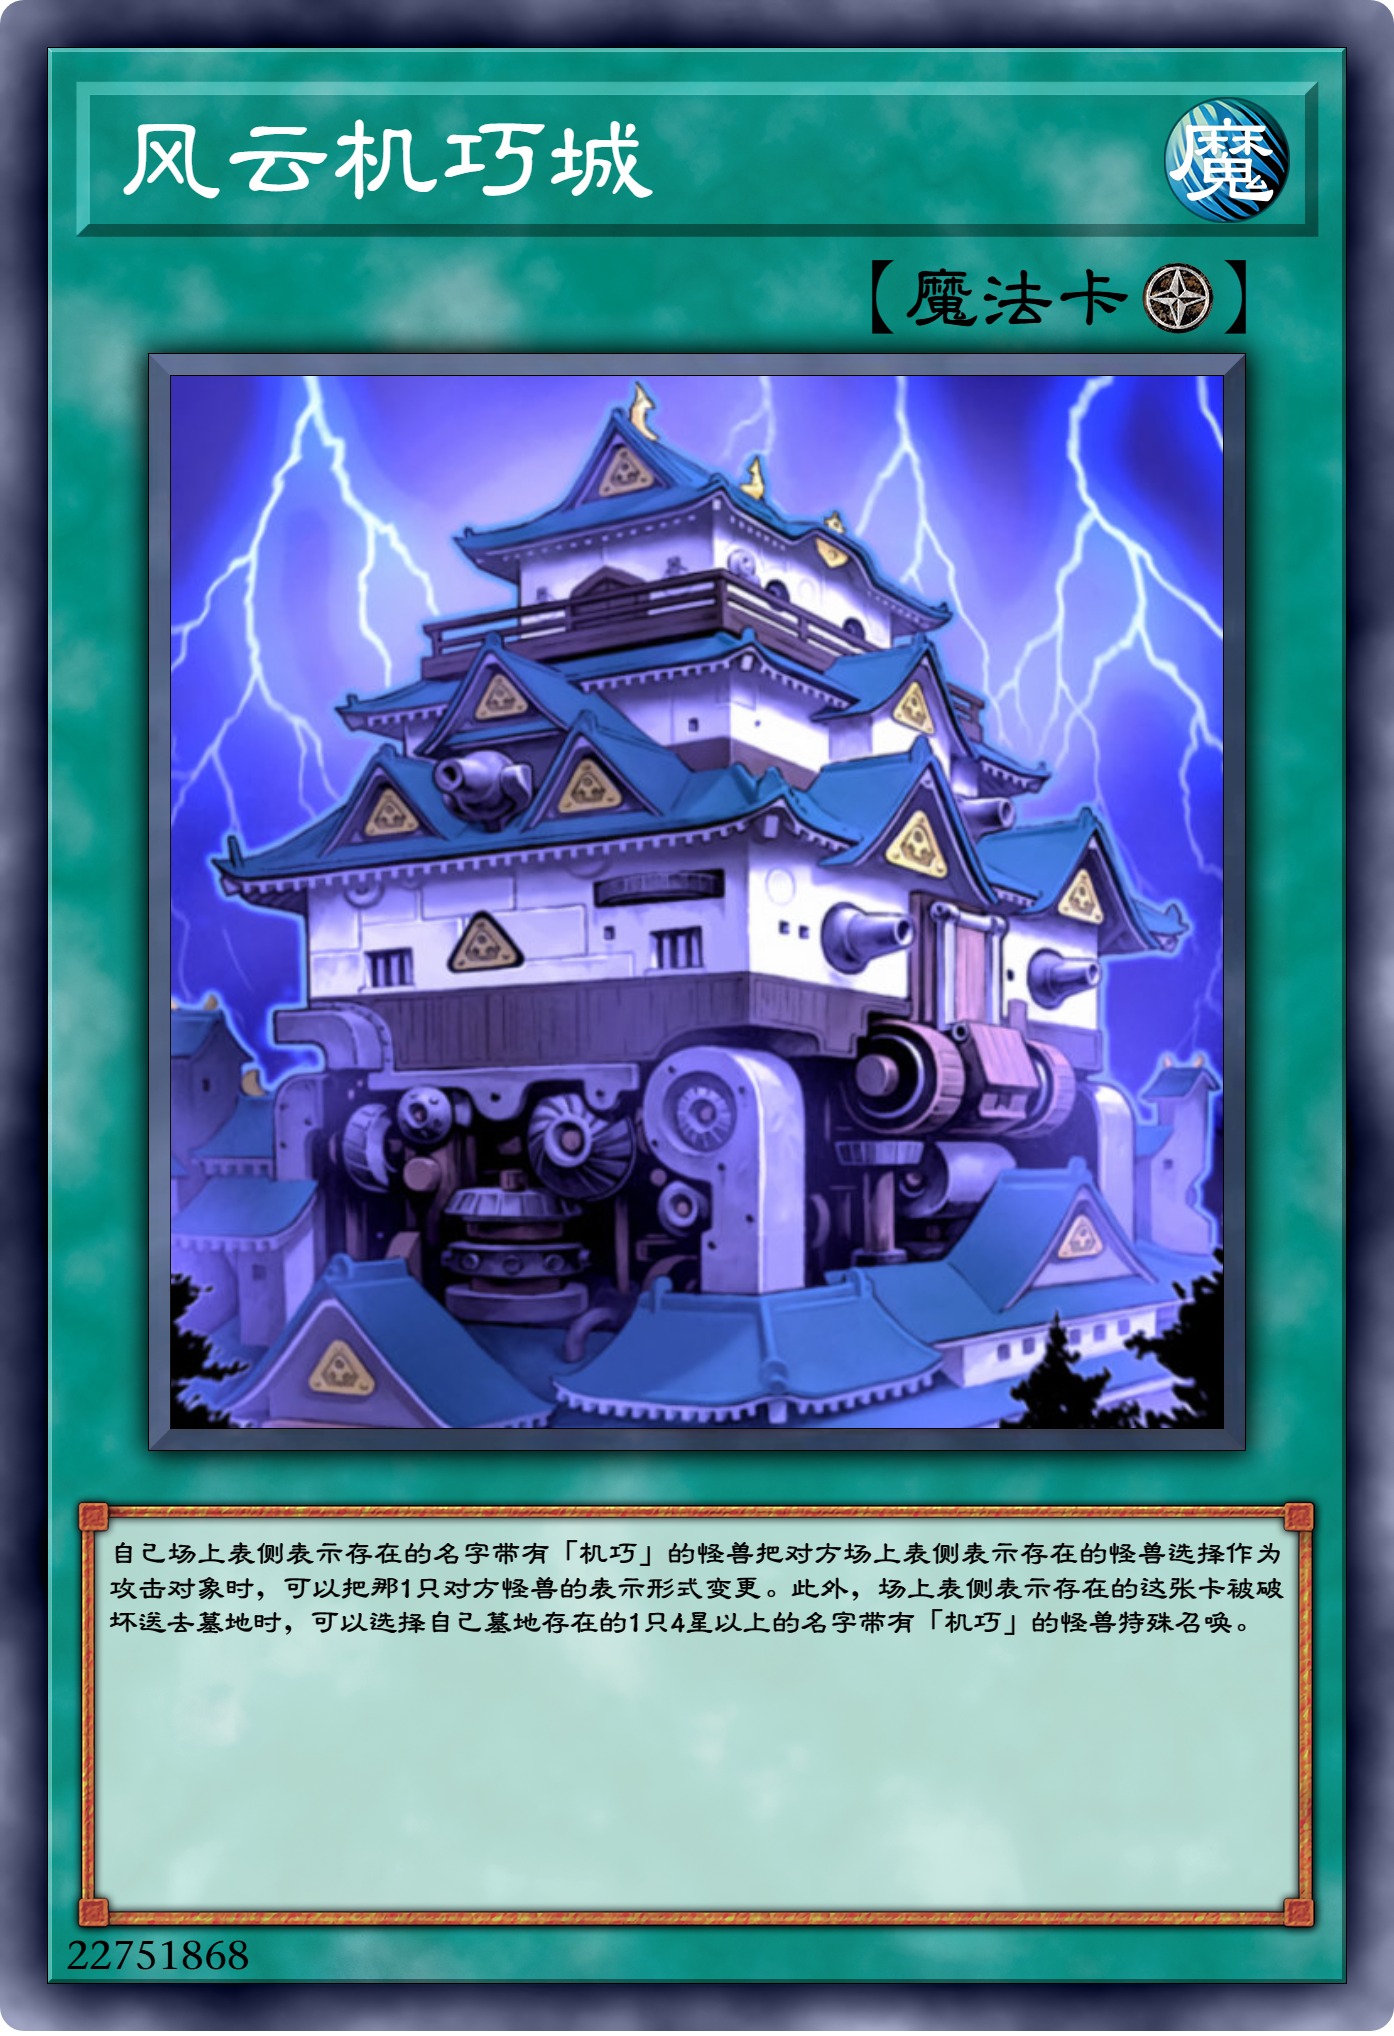 风云机巧城
魔
【魔法卡】
自己场上表侧表示存在的名字带有「机巧」的怪兽把对方场上表侧表示存在的怪兽选择作为
攻击对象时，可以把那1只对方怪兽的表示形式变更。此外，场上表侧表示存在的这张卡被破
坏送去墓地时，可以选择自己墓地存在的1只4星以上的名字带有「机巧」的怪兽特殊召唤。
22751868